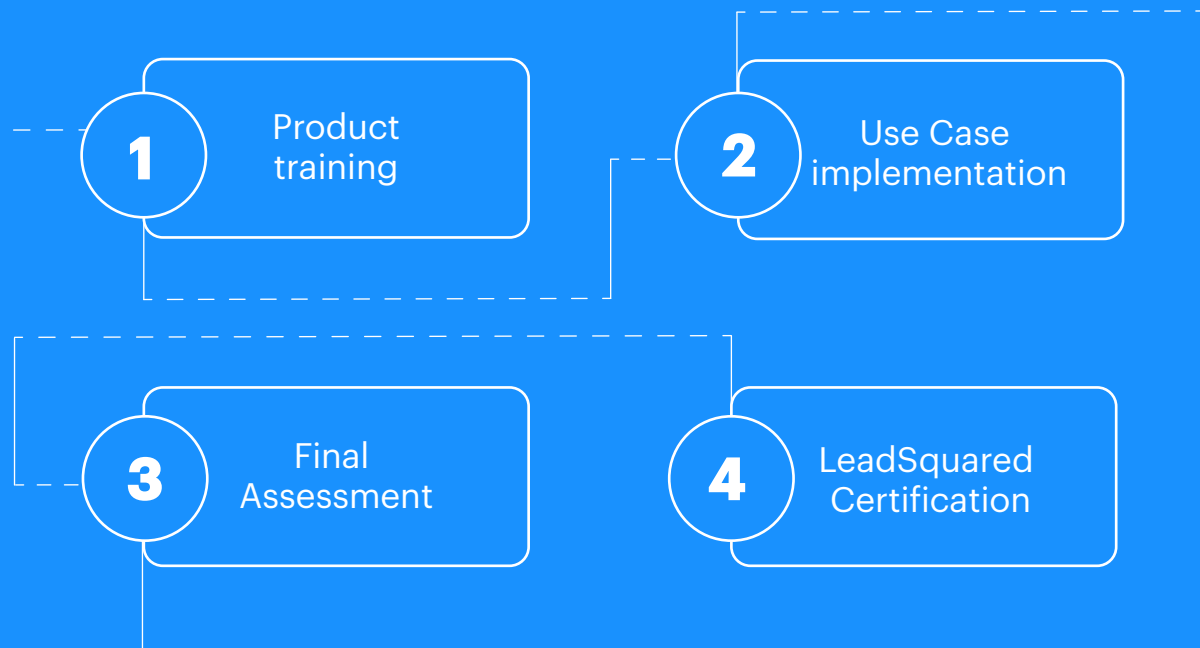 1
Product
training
2
Use Case
implementation
3
Final
Assessment
4
LeadSquared
Certification